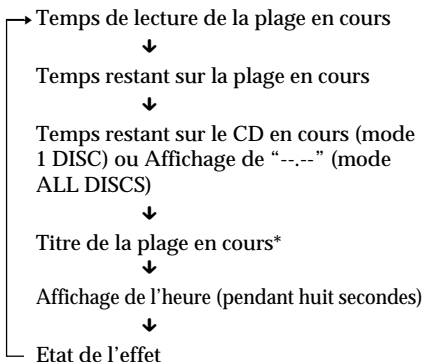 Temps de lecture de la plage en cours
Temps restant sur la plage en cours
Temps restant sur le CD en cours (mode
1 DISC) ou Affichage de “--.--” (mode
ALL DISCS)
Titre de la plage en cours*
Affichage de l’heure (pendant huit secondes)
Etat de l’effet